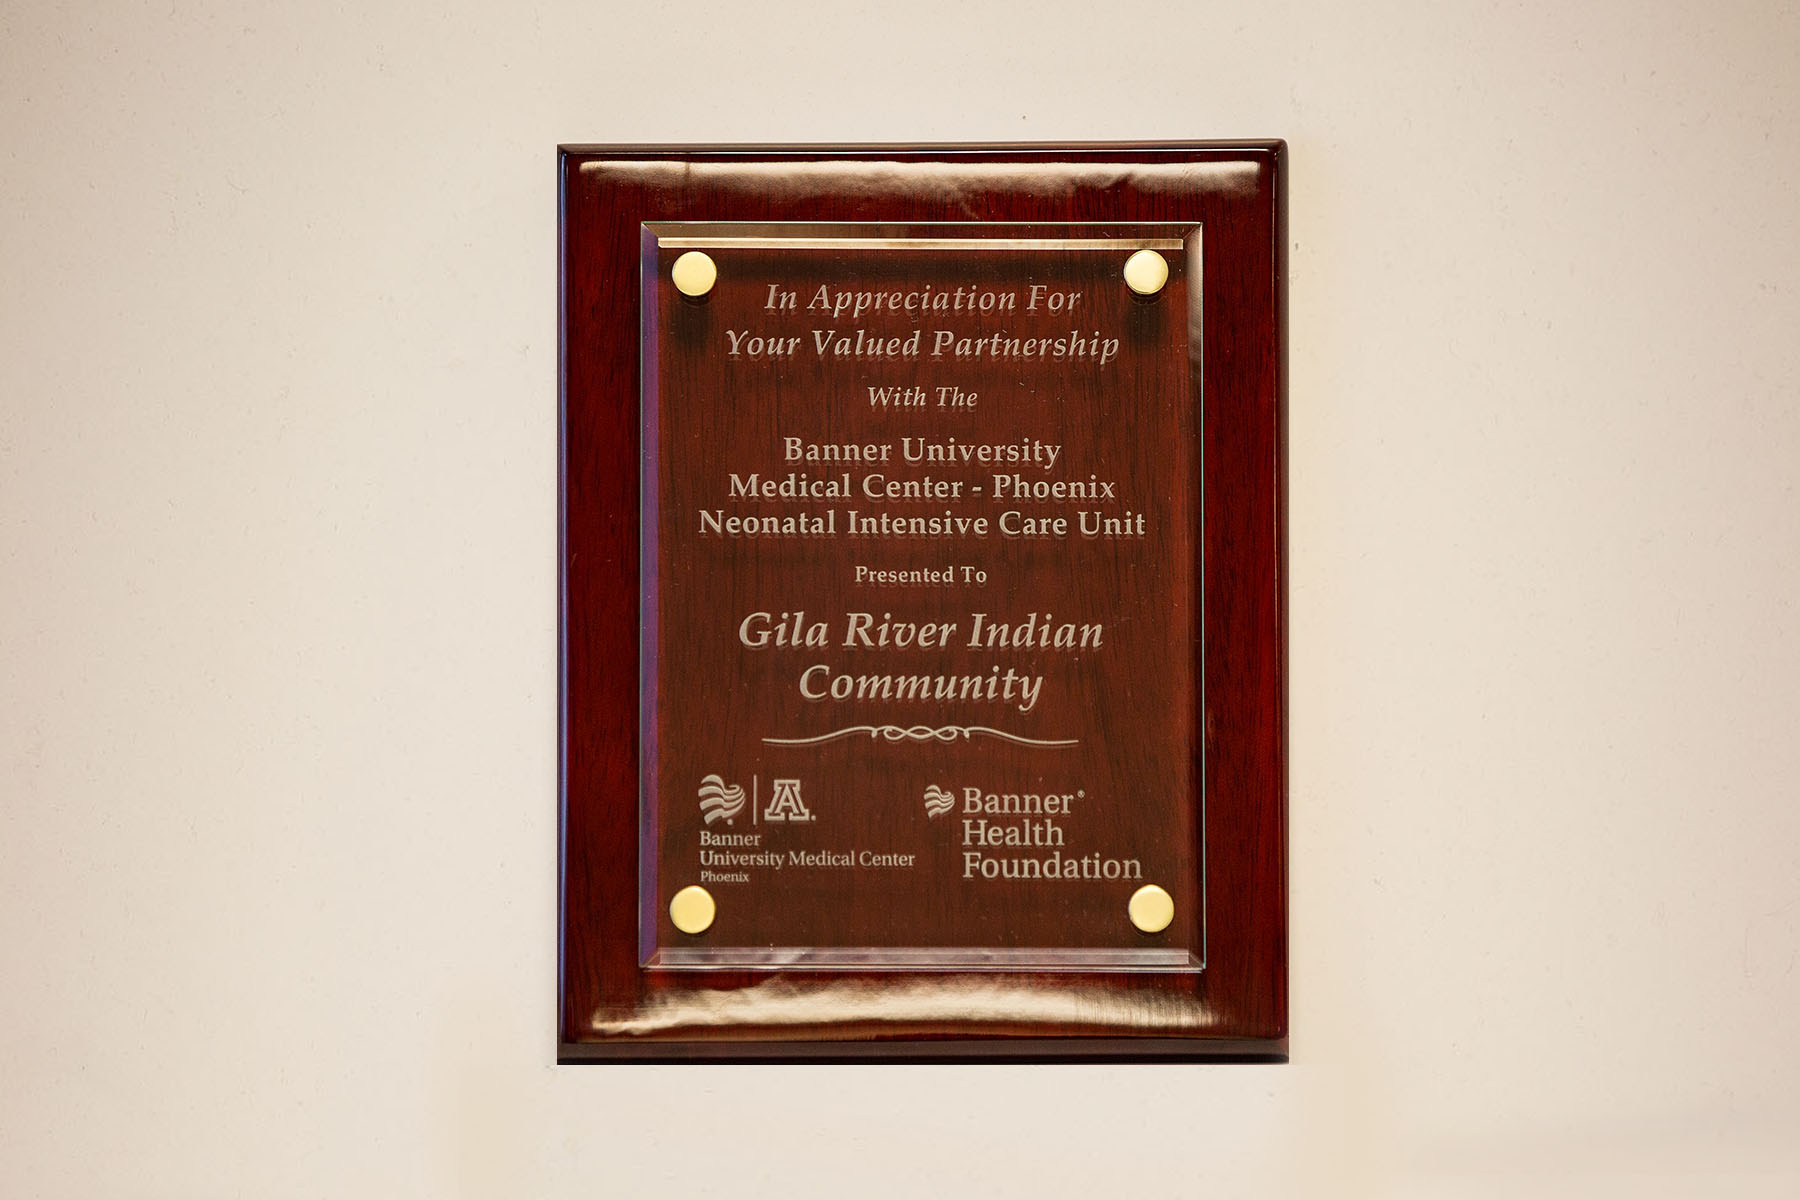 In Appreciation For
Your Valued Partnership
With The
Banner University
Medical Center - Phoenix
Neonatal Intensive Care Unit
Presented To
Gila River Indian
Community
A.
Banner
University Medical Center
Phoenix
Banner®
Health
Foundation